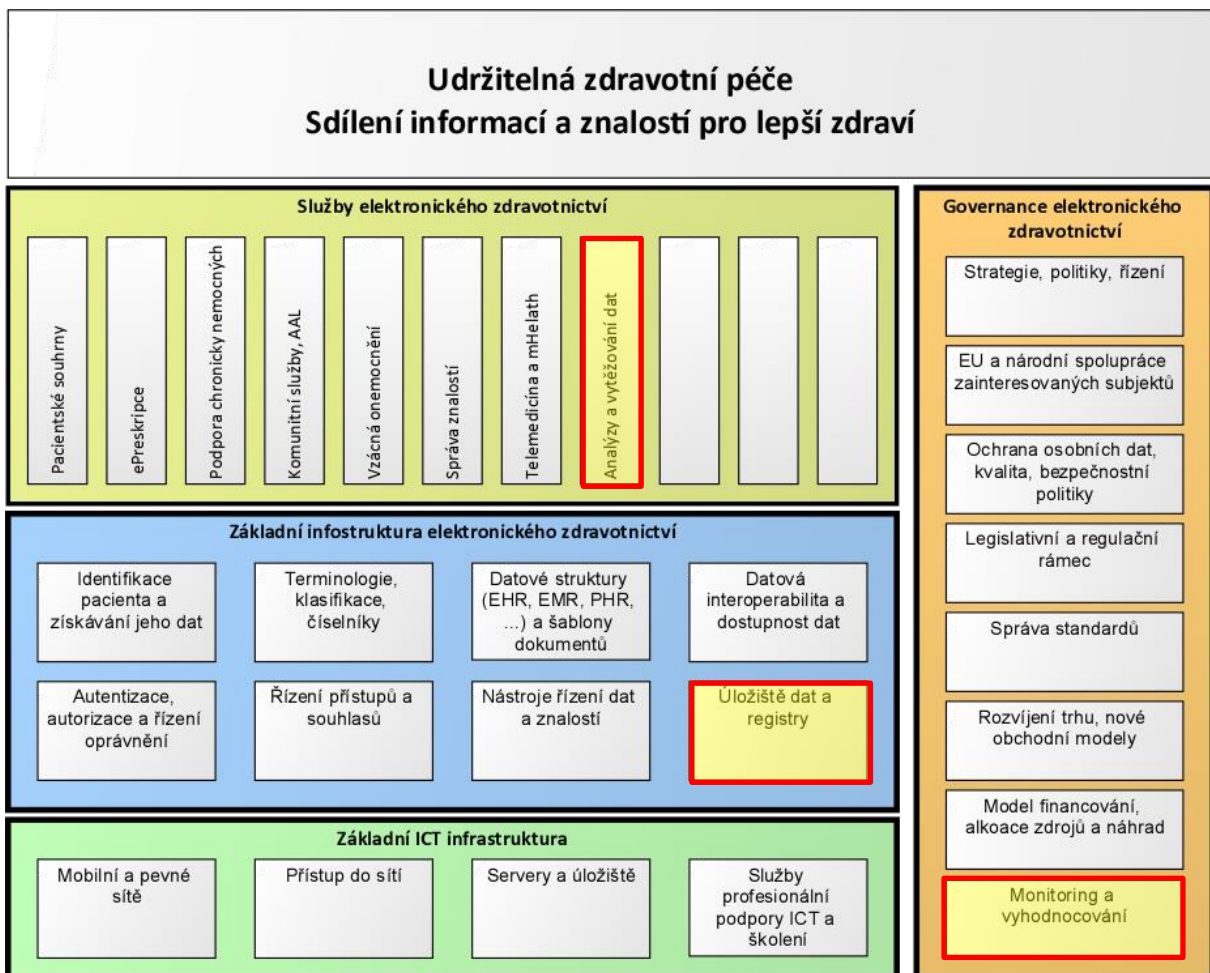 Udržitelná zdravotní péče
Sdílení informací a znalostí pro lepší zdraví
Služby elektronického zdravotnictví
Pacientské souhrny
ePreskripce
Podpora chronicky nemocných
Komunitní služby, AAL
Vzácná onemocnění
Správa znalostí
Telemedicína a mHelath
Analýzy a vytěžování dat
Základní infostruktura elektronického zdravotnictví
Identifikace
pacienta a
získávání jeho dat
Terminologie,
klasifikace,
číselníky
Datové struktury
(EHR, EMR, PHR,
...) a šablony
dokumentů
Datová
interoperabilita a
dostupnost dat
Autentizace,
autorizace a řízení
oprávnění
Řízení přístupů a
souhlasů
Nástroje řízení dat
a znalostí
Úložiště dat a
registry
Základní ICT infrastruktura
Mobilní a pevné
sítě
Přístup do sítí
Servery a úložiště
Služby
profesionální
podpory ICT a
školení
Governance elektronického
zdravotnictví
Strategie, politiky, řízení
EU a národní spolupráce
zainteresovaných subjektů
Ochrana osobních dat,
kvalita, bezpečnostní
politiky
Legislativní a regulační
rámec
Správa standardů
Rozvíjení trhu, nové
obchodní modely
Model financování,
alkoace zdrojů a náhrad
Monitoring a
vyhodnocování